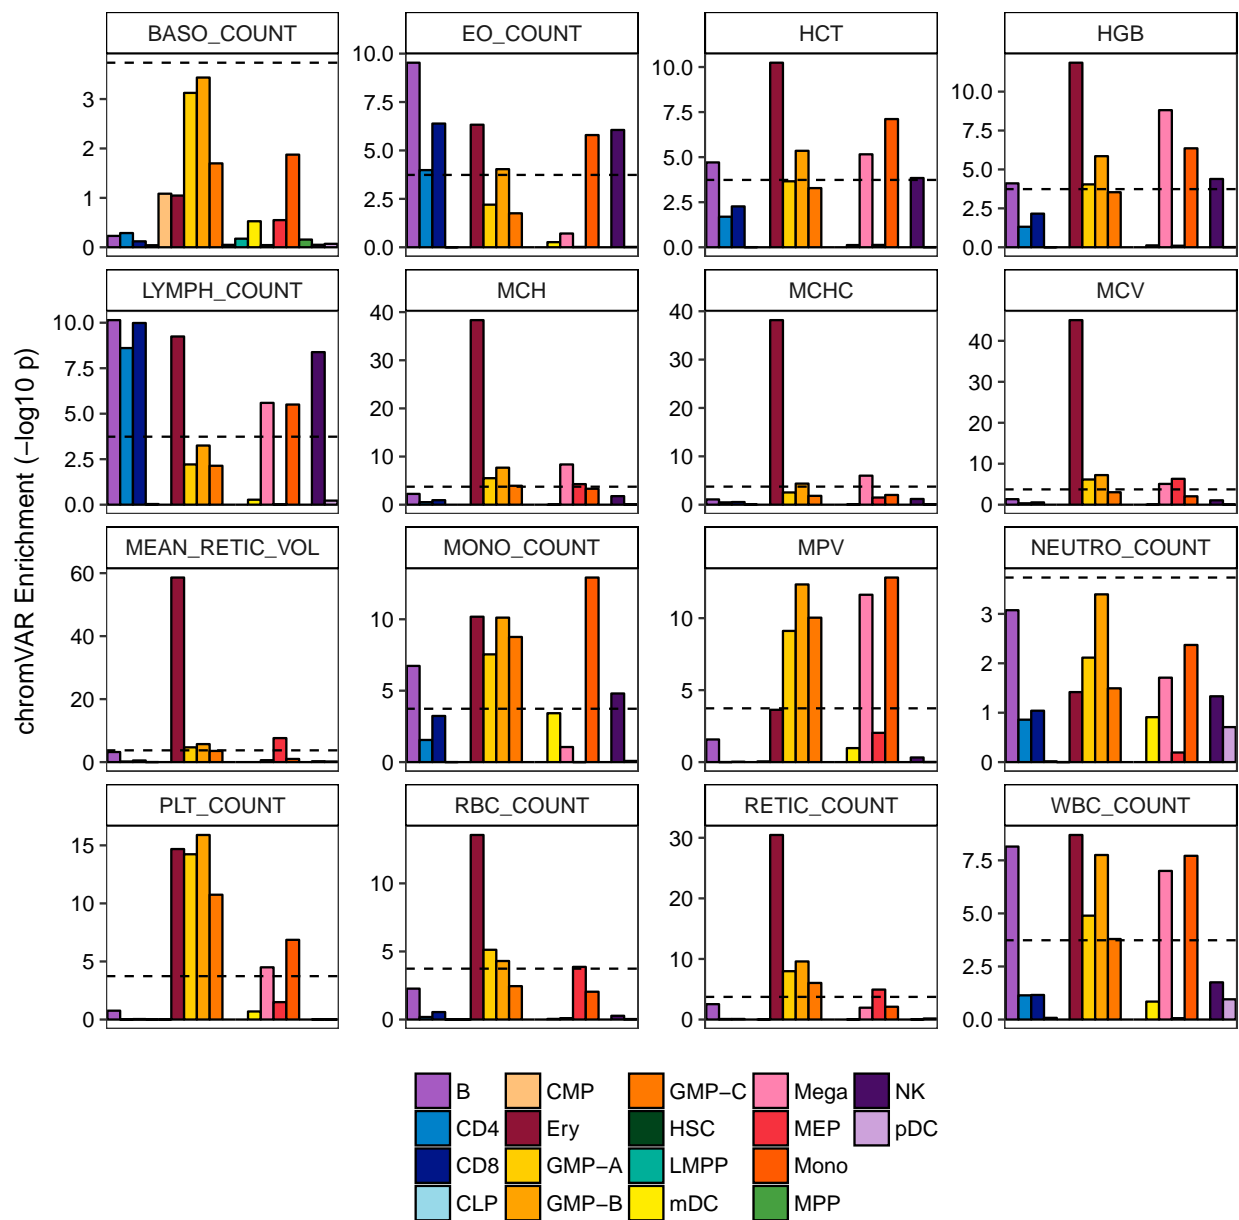 chromVAR Enrichment (−log10 p)
BASO_COUNT
3
2
1
0
EO_COUNT
10.0
7.5
5.0
2.5
0.0
HCT
10.0
7.5
5.0
2.5
0.0
HGB
10.0
7.5
5.0
2.5
0.0
LYMPH_COUNT
10.0
7.5
5.0
2.5
0.0
MCH
40
30
20
10
0
MCHC
40
30
20
10
0
MCV
40
30
20
10
0
MEAN_RETIC_VOL
60
40
20
0
MONO_COUNT
10
5
0
MPV
10
5
0
NEUTRO_COUNT
3
2
1
0
PLT_COUNT
15
10
5
0
RBC_COUNT
10
5
0
RETIC_COUNT
30
20
10
0
WBC_COUNT
7.5
5.0
2.5
0.0
B
CD4
CD8
CLP
CMP
Ery
GMP−A
GMP−B
GMP−C
HSC
LMPP
mDC
Mega
MEP
Mono
MPP
NK
pDC